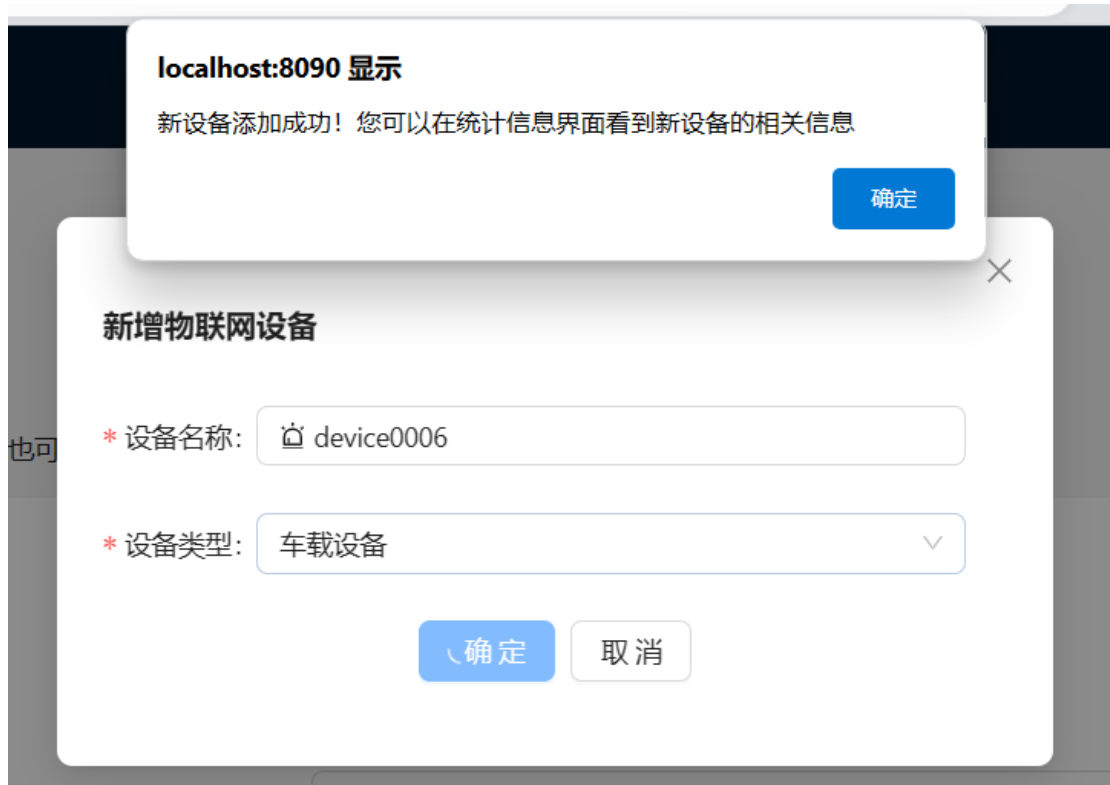 localhost:8090 显示
新设备添加成功！您可以在统计信息界面看到新设备的相关信息
确定
新增物联网设备
* 设备名称: device0006
也可
* 设备类型: 车载设备
确 定 取 消